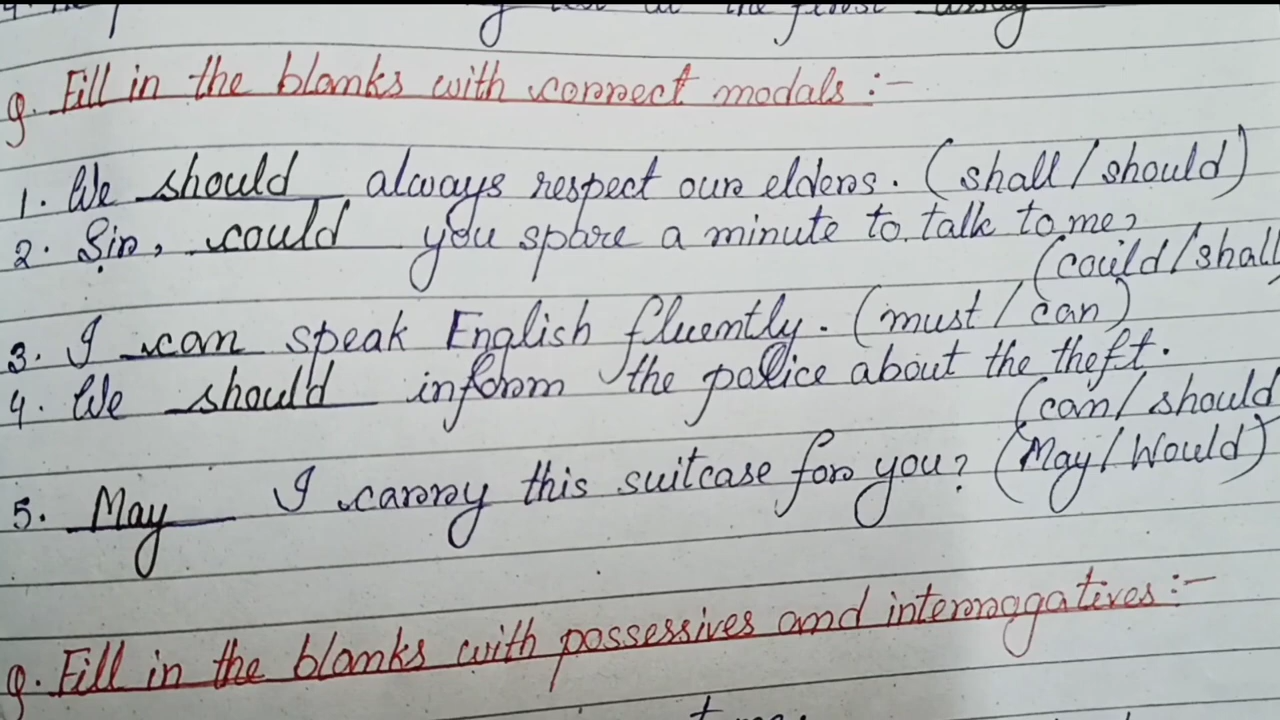 the first
g. Fill in the blanks with correct modals :-
1. We should always respect our elders. (shall / should)
2. Sir, could you spare a minute to talk to me?
(could / shall
3. I can speak English fluently. (must / can)
4. We should inform the police about the theft.
(can / should
5. May I carry this suitcase for you? (May / Would)
g. Fill in the blanks with possessives and interrogatives :-